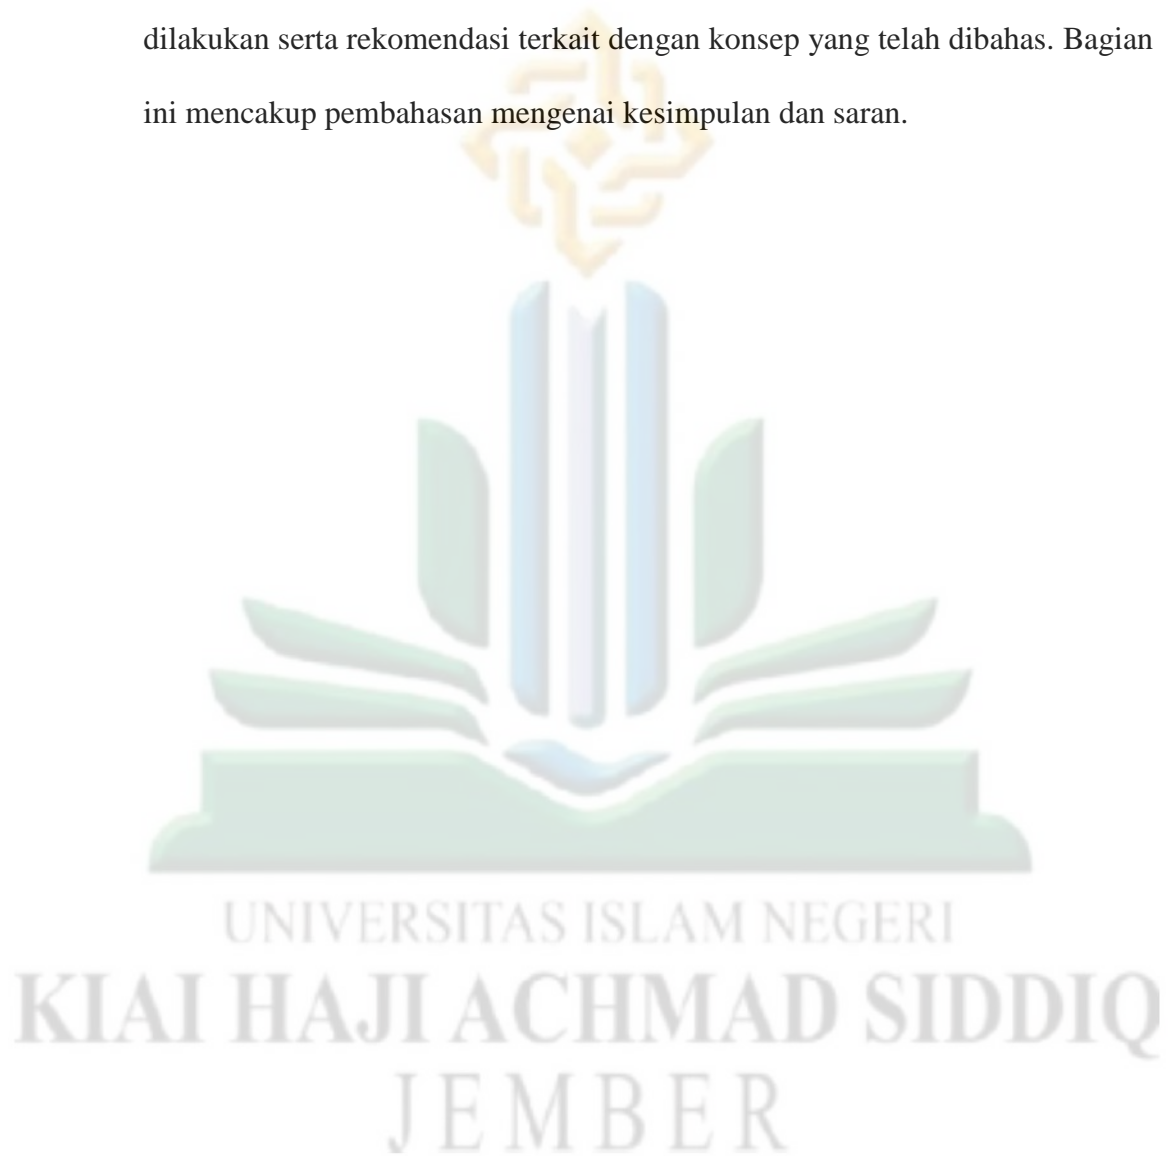 dilakukan serta rekomendasi terkait dengan konsep yang telah dibahas. Bagian
ini mencakup pembahasan mengenai kesimpulan dan saran.
UNIVERSITAS ISLAM NEGERI
KIAI HAJI ACHMAD SIDDIQ
JEMBER